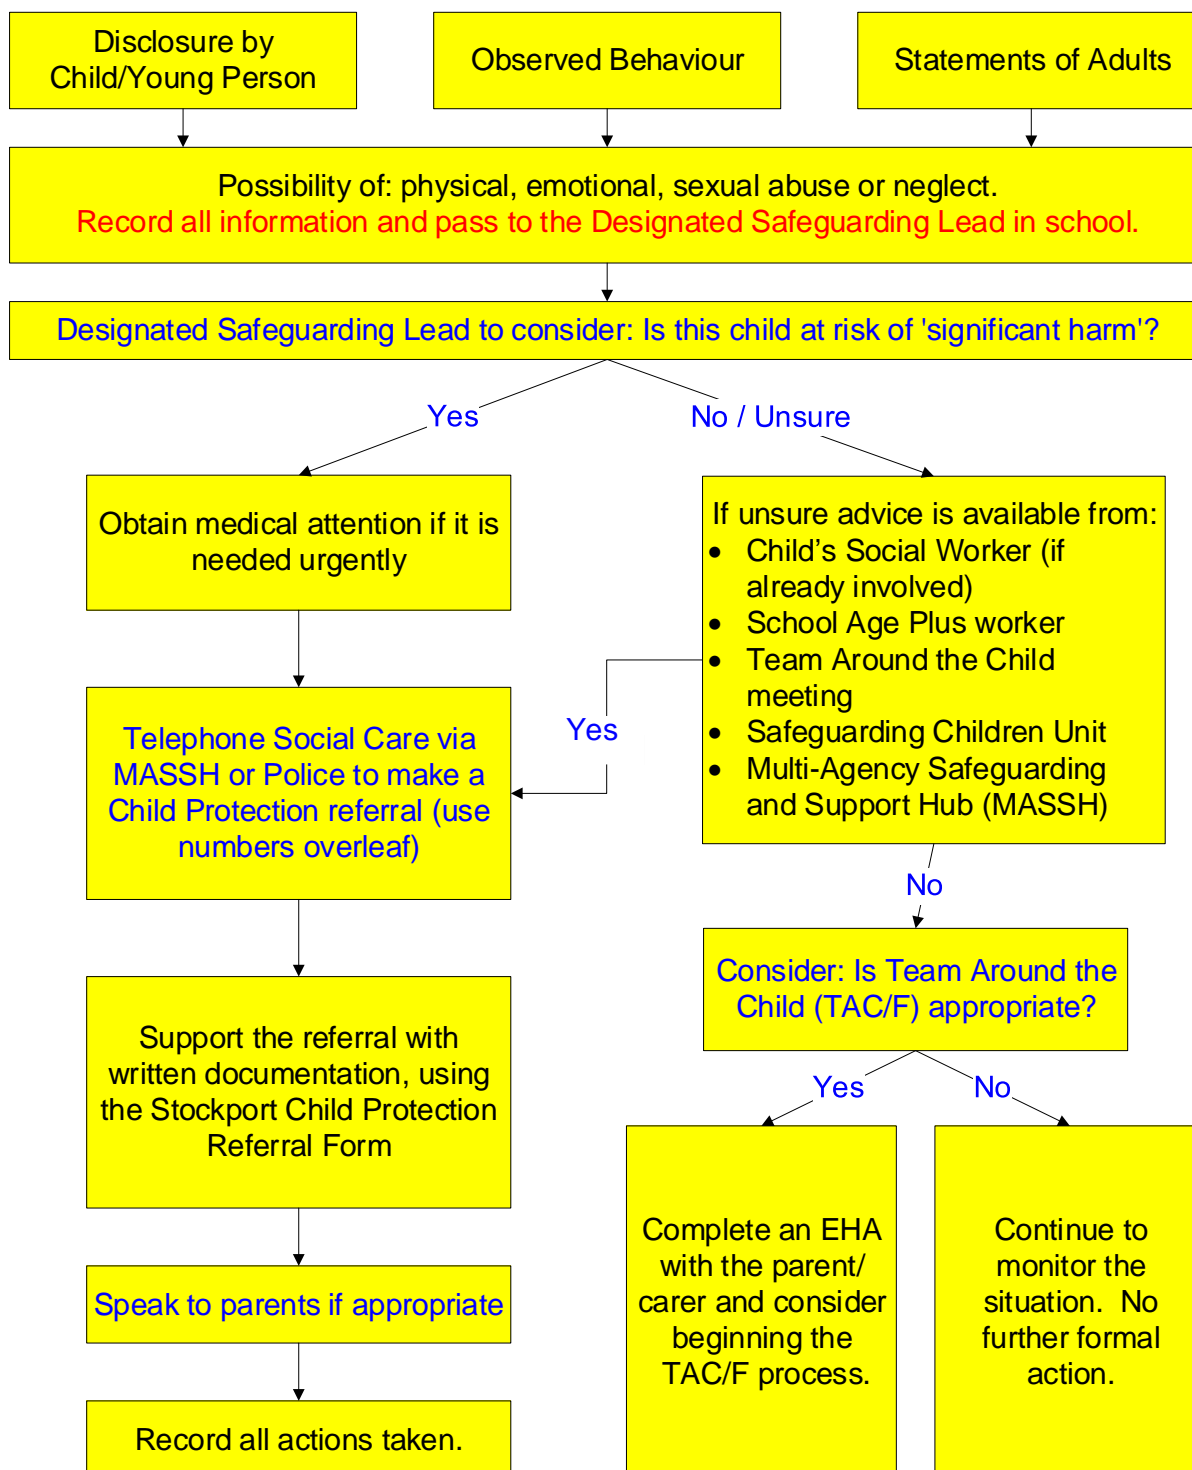 Disclosure by
Child/Young Person
Observed Behaviour
Statements of Adults
Possibility of: physical, emotional, sexual abuse or neglect.
Record all information and pass to the Designated Safeguarding Lead in school.
Designated Safeguarding Lead to consider: Is this child at risk of 'significant harm'?
Yes
No / Unsure
Obtain medical attention if it is
needed urgently
If unsure advice is available from:
• Child’s Social Worker (if
already involved)
• School Age Plus worker
• Team Around the Child
meeting
• Safeguarding Children Unit
• Multi-Agency Safeguarding
and Support Hub (MASSH)
Yes
Telephone Social Care via
MASSH or Police to make a
Child Protection referral (use
numbers overleaf)
No
Consider: Is Team Around the
Child (TAC/F) appropriate?
Support the referral with
written documentation, using
the Stockport Child Protection
Referral Form
Yes
No
Speak to parents if appropriate
Complete an EHA
with the parent/
carer and consider
beginning the
TAC/F process.
Continue to
monitor the
situation.  No
further formal
action.
Record all actions taken.